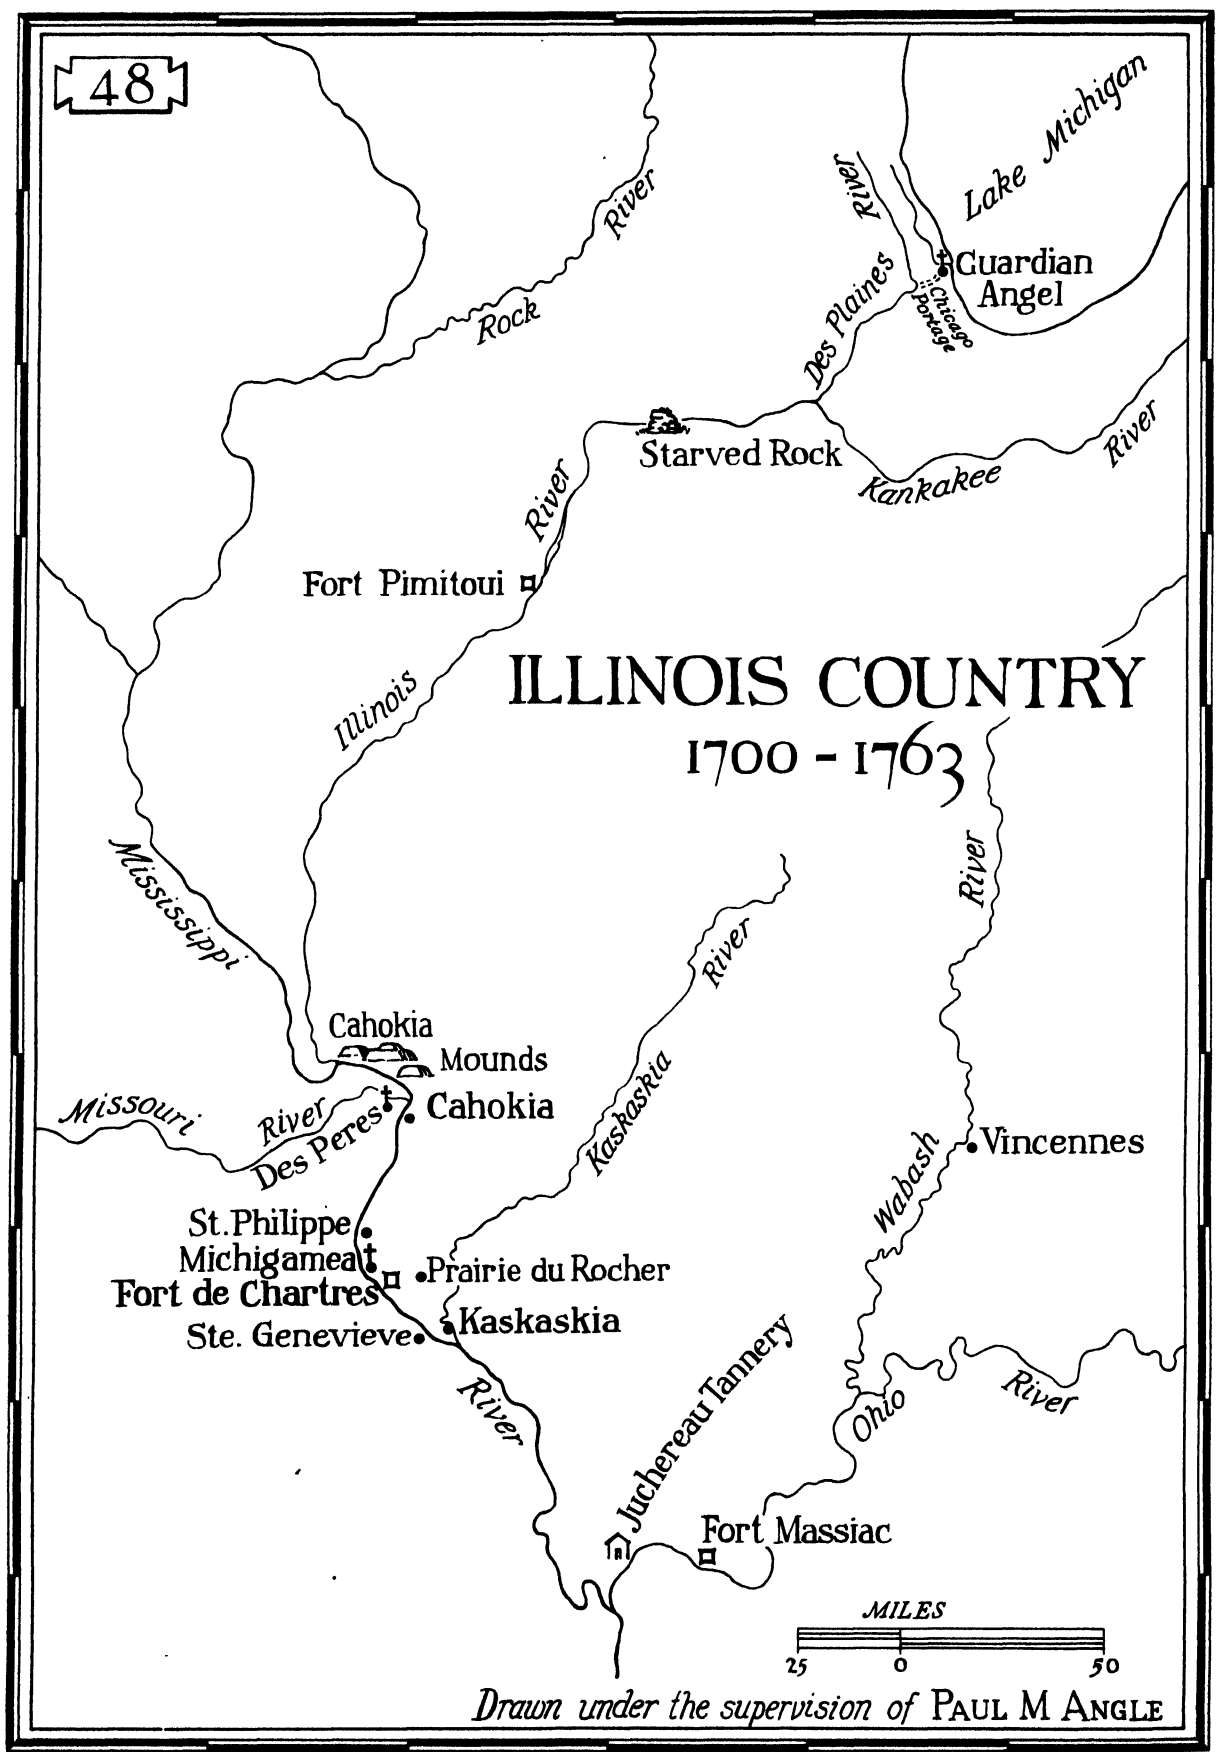 48
Lake Michigan
River
Des Plaines
Guardian
Angel
Chicago
Portage
River
Rock
Starved Rock
Kankakee
River
River
Fort Pimitoui
Illinois
ILLINOIS COUNTRY
1700 - 1763
Mississippi
River
River
Cahokia
Mounds
Cahokia
Missouri
River
Des Peres
Kaskaskia
Vincennes
Wabash
St. Philippe
Michigamea
Fort de Chartres
Prairie du Rocher
Ste. Genevieve
Kaskaskia
River
Juchereau Tannery
Ohio
River
Fort Massiac
MILES
25 0 50
Drawn under the supervision of PAUL M ANGLE